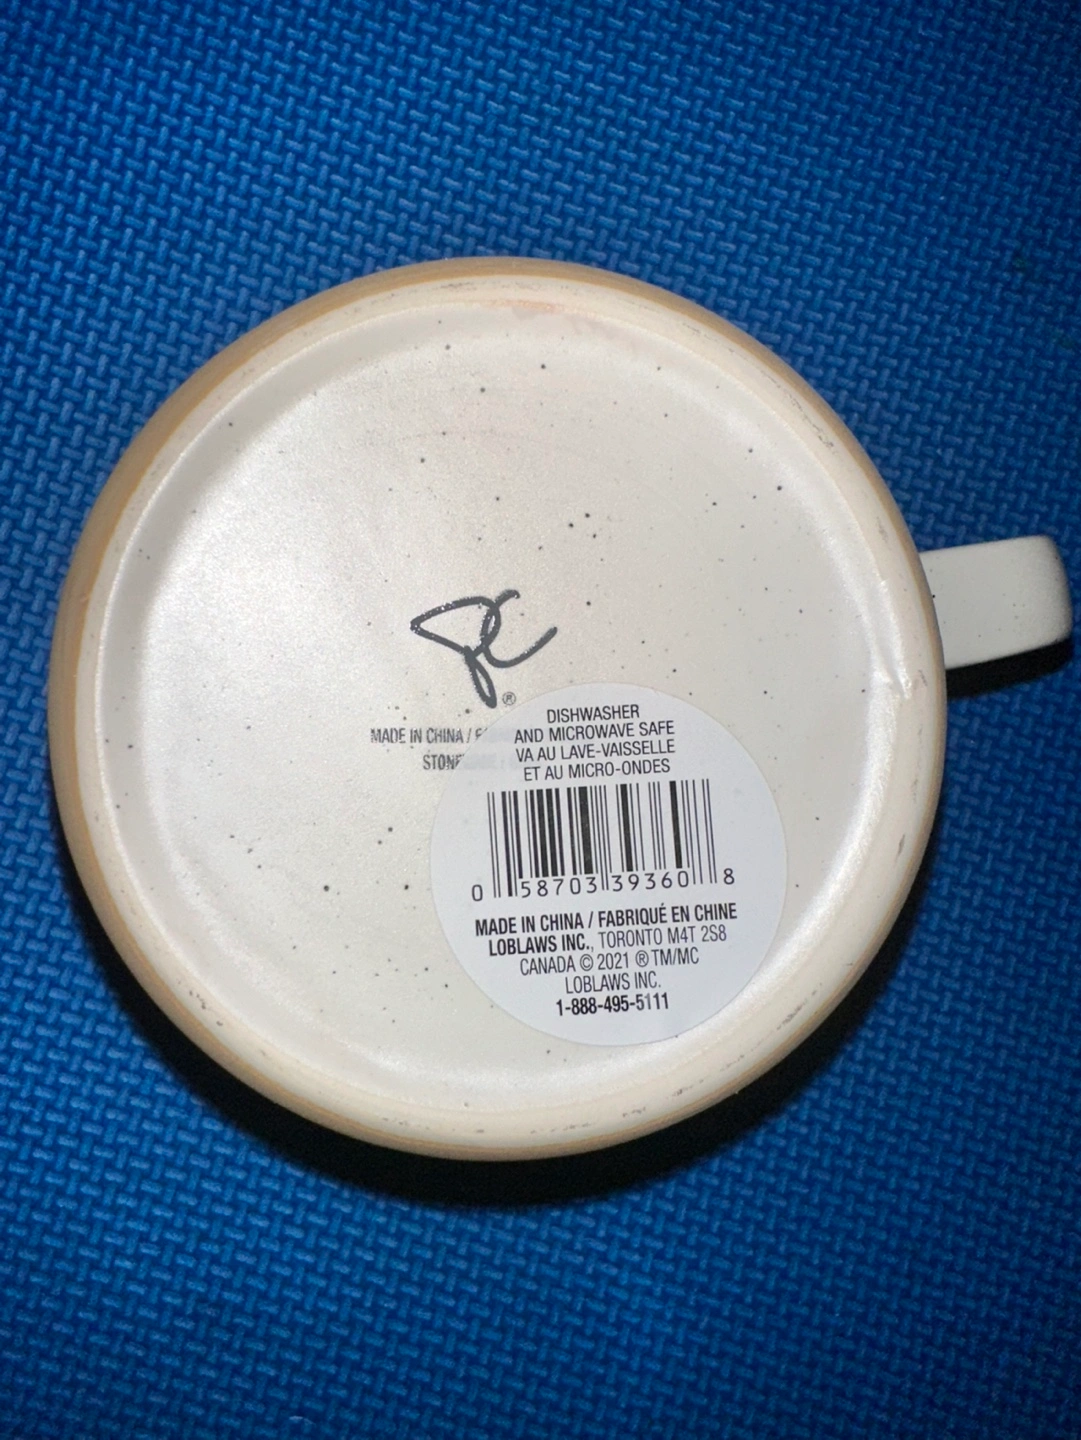 PC
®
MADE IN CHINA /
DISHWASHER
AND MICROWAVE SAFE
VA AU LAVE-VAISSELLE
ET AU MICRO-ONDES
0 58703 39360 8
MADE IN CHINA / FABRIQUÉ EN CHINE
LOBLAWS INC., TORONTO M4T 2S8
CANADA © 2021 ® TM/MC
LOBLAWS INC.
1-888-495-5111